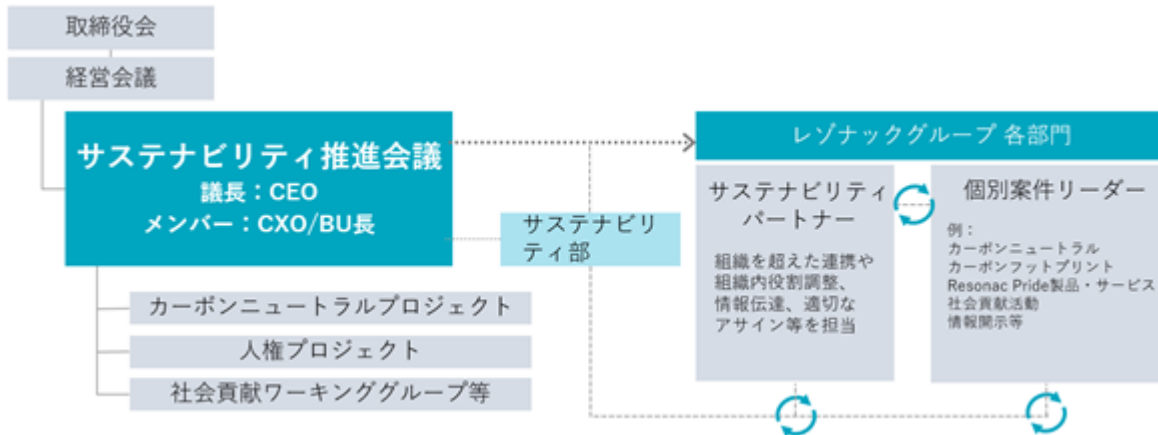 取締役会
経営会議
サステナビリティ推進会議
議長：CEO
メンバー：CXO/BU長
カーボンニュートラルプロジェクト
人権プロジェクト
社会貢献ワーキンググループ等
サステナビリ
ティ部
レゾナックグループ 各部門
サステナビリティ
パートナー
組織を超えた連携や
組織内役割調整、
情報伝達、適切な
アサイン等を担当
個別案件リーダー
例：
カーボンニュートラル
カーボンフットプリント
Resonac Pride製品・サービス
社会貢献活動
情報開示等